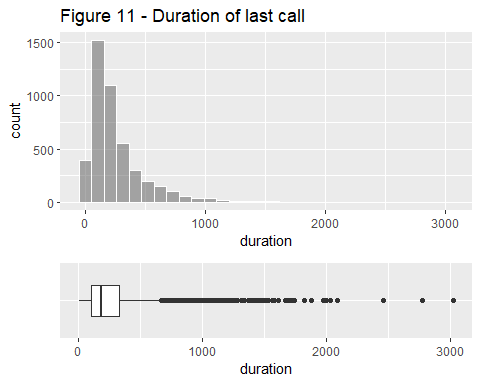 Figure 11 - Duration of last call
1500
1000
500
0
count
0 1000 2000 3000
duration
0 1000 2000 3000
duration